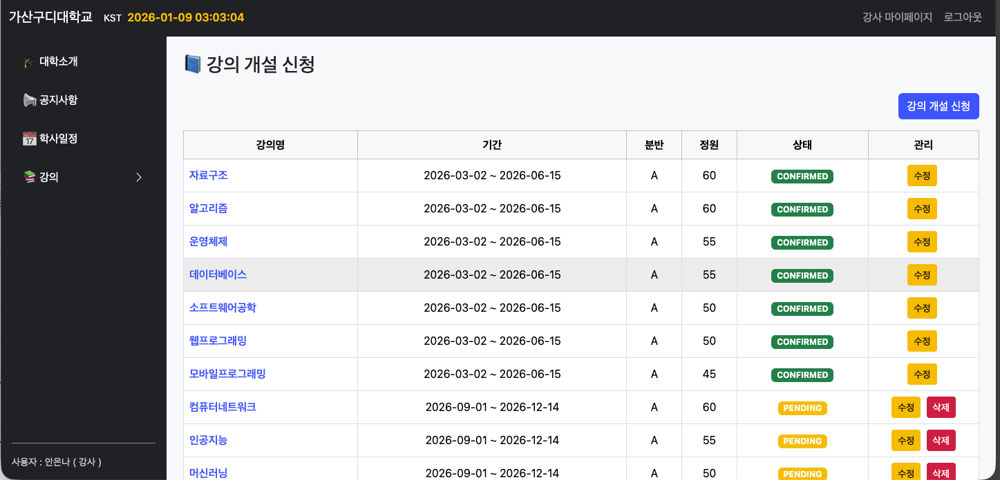 가산구디대학교 KST 2026-01-09 03:03:04 강사 마이페이지 로그아웃
대학소개
공지사항
17 학사일정
강의
사용자 : 안은나 ( 강사 )
강의 개설 신청
강의 개설 신청
강의명 기간 분반 정원 상태 관리
자료구조 2026-03-02 ~ 2026-06-15 A 60 CONFIRMED 수정
알고리즘 2026-03-02 ~ 2026-06-15 A 60 CONFIRMED 수정
운영체제 2026-03-02 ~ 2026-06-15 A 55 CONFIRMED 수정
데이터베이스 2026-03-02 ~ 2026-06-15 A 55 CONFIRMED 수정
소프트웨어공학 2026-03-02 ~ 2026-06-15 A 50 CONFIRMED 수정
웹프로그래밍 2026-03-02 ~ 2026-06-15 A 50 CONFIRMED 수정
모바일프로그래밍 2026-03-02 ~ 2026-06-15 A 45 CONFIRMED 수정
컴퓨터네트워크 2026-09-01 ~ 2026-12-14 A 60 PENDING 수정 삭제
인공지능 2026-09-01 ~ 2026-12-14 A 55 PENDING 수정 삭제
머신러닝 2026-09-01 ~ 2026-12-14 A 50 PENDING 수정 삭제